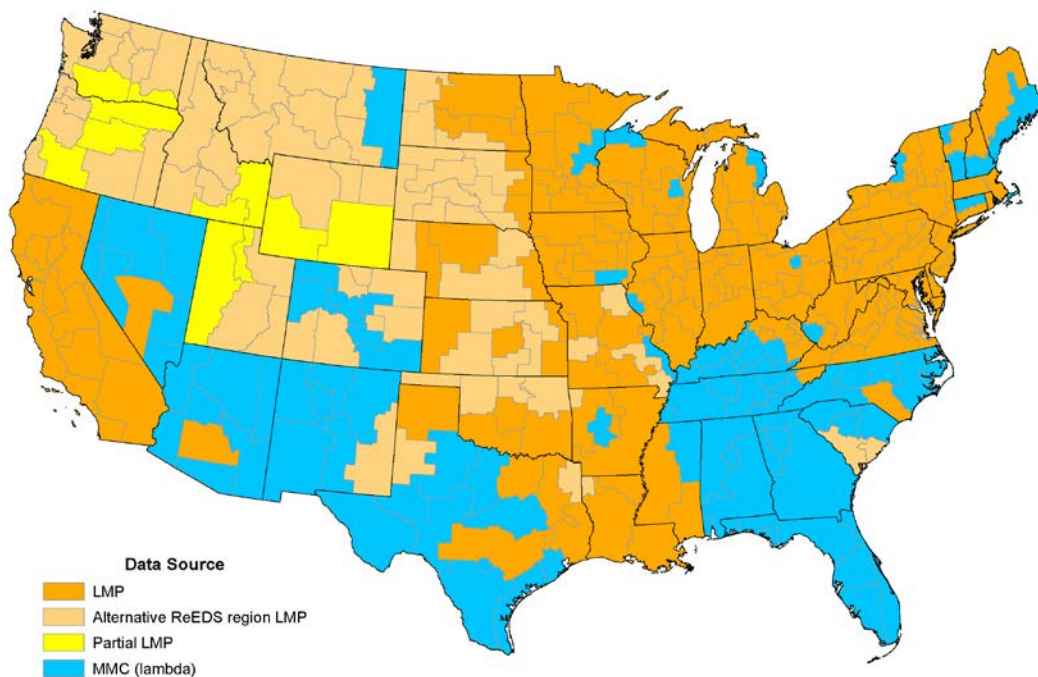 Data Source
LMP
Alternative ReEDS region LMP
Partial LMP
MMC (lambda)